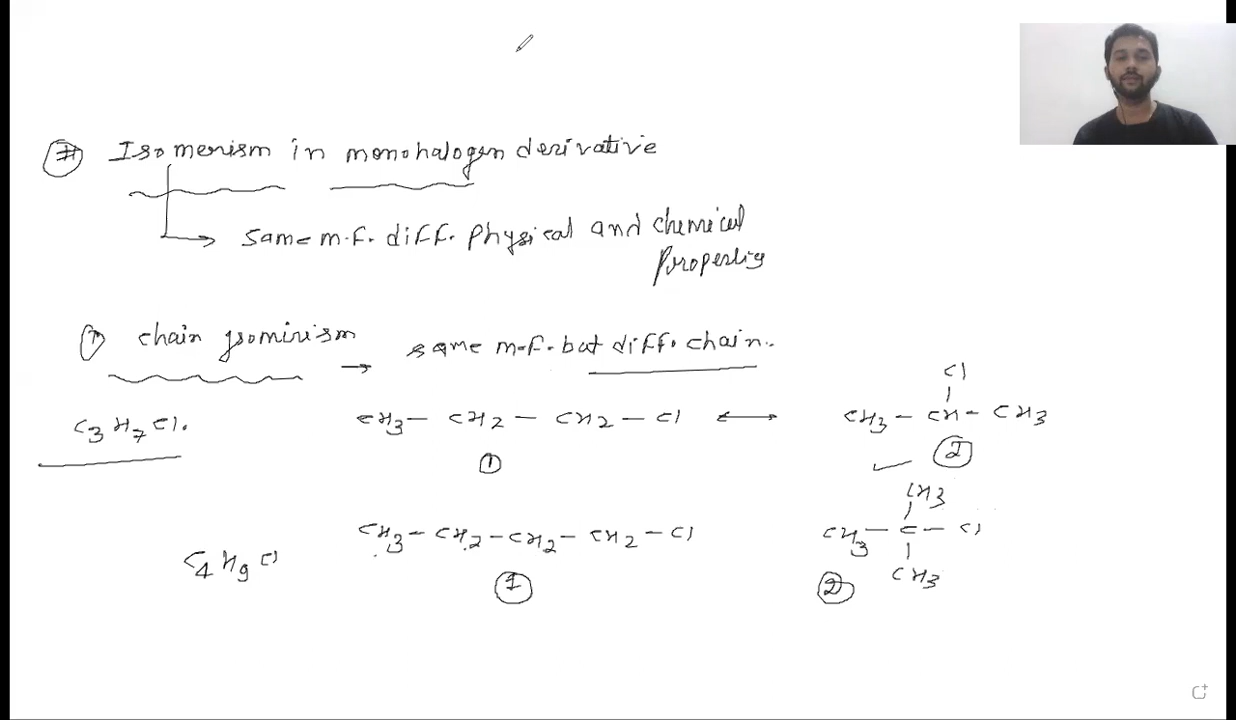 # Isomerism in monohalogen derivative
same m.f. diff. physical and chemical
properties
① chain isomirism → same m.f. but diff. chain.
Cl
C3H7Cl. CH3 - CH2 - CH2 - Cl ↔ CH3 - CH - CH3
① ②
CH3
CH3 - CH2 - CH2 - CH2 - Cl CH3 - C - Cl
C4H9Cl CH3
① ②